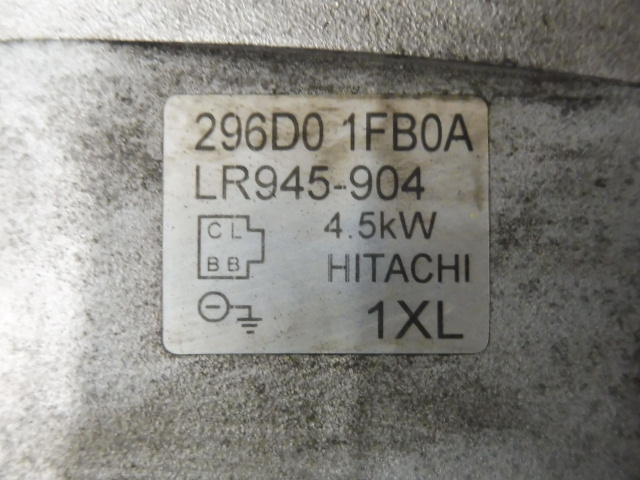 296D0 1FB0A
LR945-904
C L 4.5kW
B B HITACHI
1XL